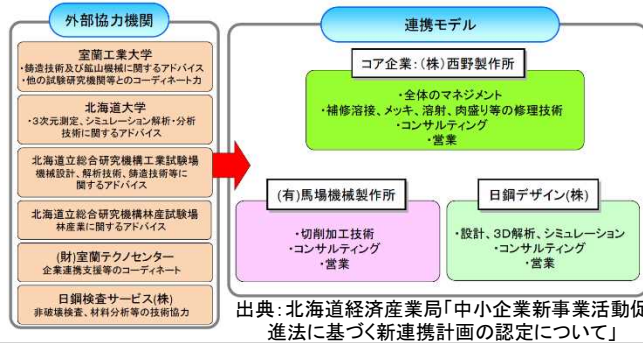 外部協力機関
室蘭工業大学
・鋳造技術及び鉱山機械に関するアドバイス
・他の試験研究機関等とのコーディネート力
北海道大学
・3次元測定、シミュレーション解析・分析
技術に関するアドバイス
北海道立総合研究機構工業試験場
機械設計、解析技術、鋳造技術等に
関するアドバイス
北海道立総合研究機構林産試験場
林産業に関するアドバイス
(財)室蘭テクノセンター
企業連携支援等のコーディネート
日鋼検査サービス(株)
非破壊検査、材料分析等の技術協力
連携モデル
コア企業:(株)西野製作所
・全体のマネジメント
・補修溶接、メッキ、溶射、肉盛り等の修理技術
・コンサルティング
・営業
(有)馬場機械製作所
・切削加工技術
・コンサルティング
・営業
日鋼デザイン(株)
・設計、3D解析、シミュレーション
・コンサルティング
・営業
出典:北海道経済産業局「中小企業新事業活動促
進法に基づく新連携計画の認定について」